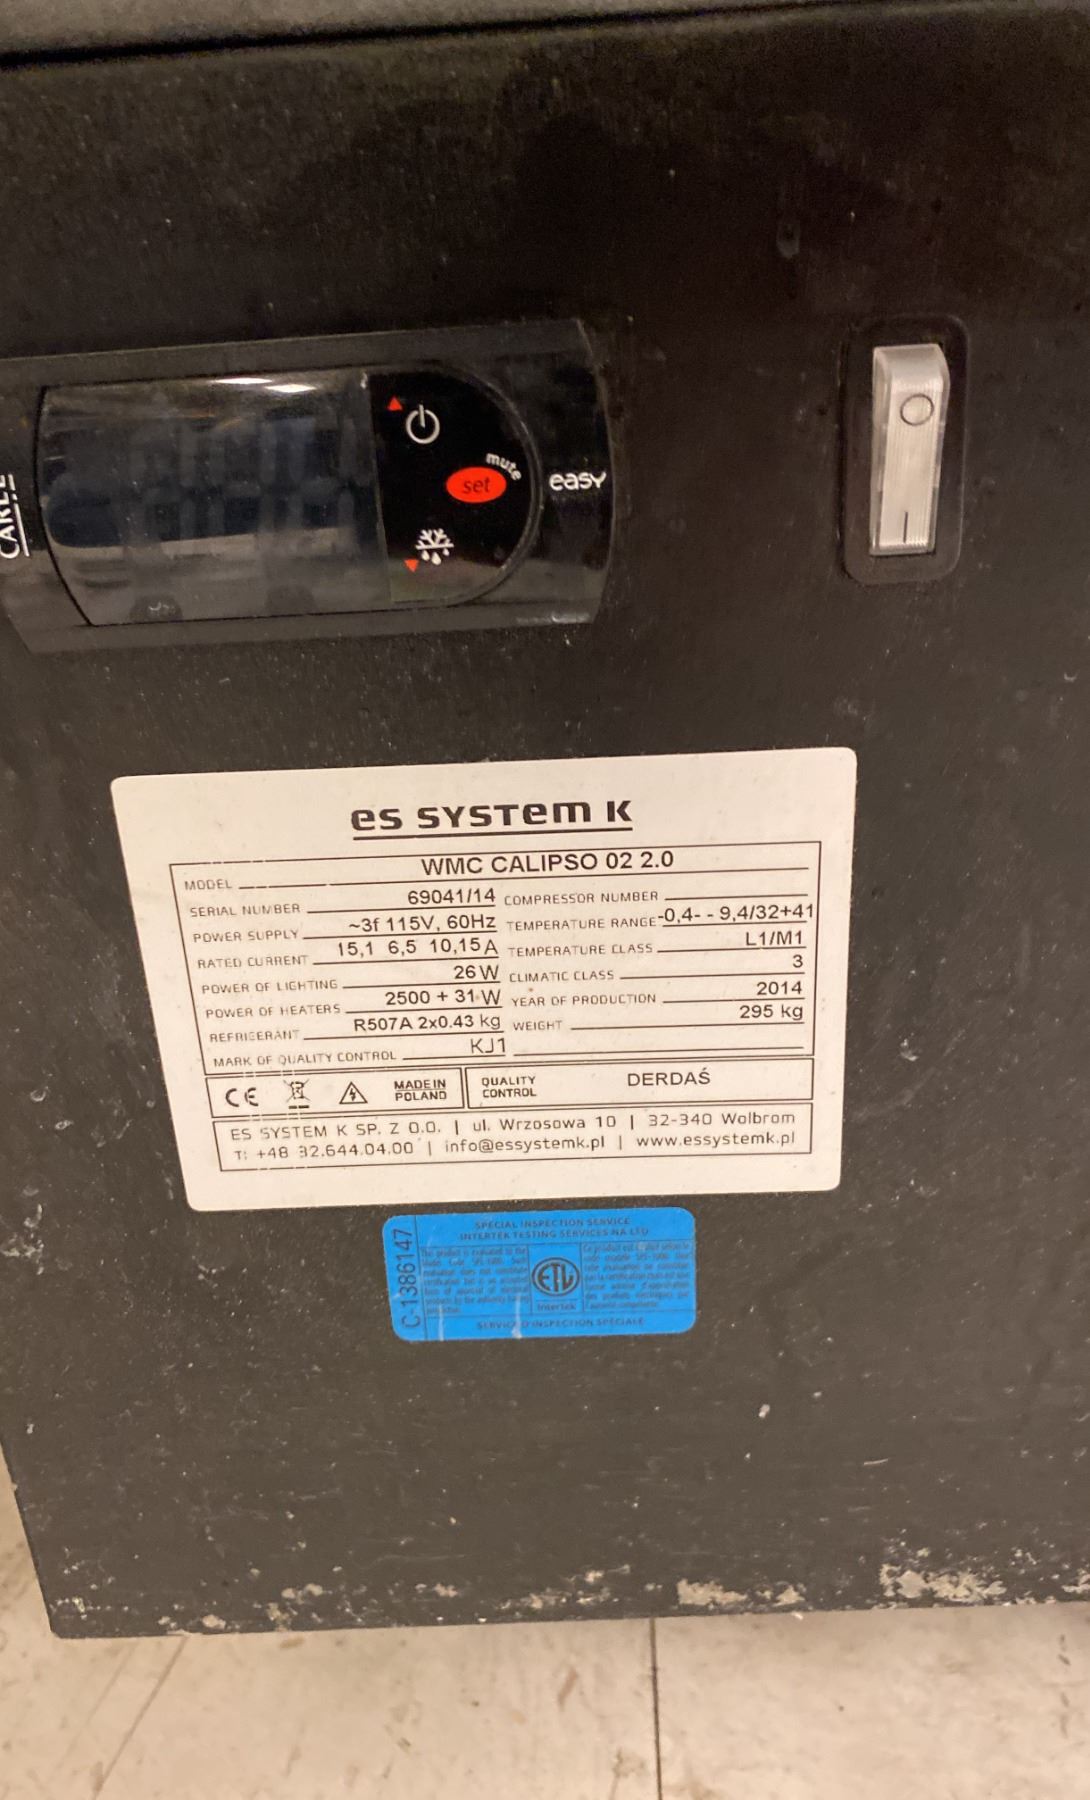 CAREL
mute
set
easy
es SYSTem K
MODEL WMC CALIPSO 02 2.0
SERIAL NUMBER 69041/14 COMPRESSOR NUMBER
POWER SUPPLY ~3f 115V, 60Hz TEMPERATURE RANGE -0,4- - 9,4/32+41
RATED CURRENT 15,1 6,5 10,15 A TEMPERATURE CLASS L1/M1
POWER OF LIGHTING 26 W CLIMATIC CLASS 3
POWER OF HEATERS 2500 + 31 W YEAR OF PRODUCTION 2014
REFRIGERANT R507A 2x0.43 kg WEIGHT 295 kg
MARK OF QUALITY CONTROL KJ1
CE MADE IN POLAND QUALITY CONTROL DERDAŚ
ES SYSTEM K SP. Z O.O. | ul. Wrzosowa 10 | 32-340 Wolbrom
T: +48 32.644.04.00 | info@essystemk.pl | www.essystemk.pl
C-1386147
SPECIAL INSPECTION SERVICE
INTERTEK TESTING SERVICES NA LTD
ETL
Intertek
SERVICE D'INSPECTION SPÉCIALE